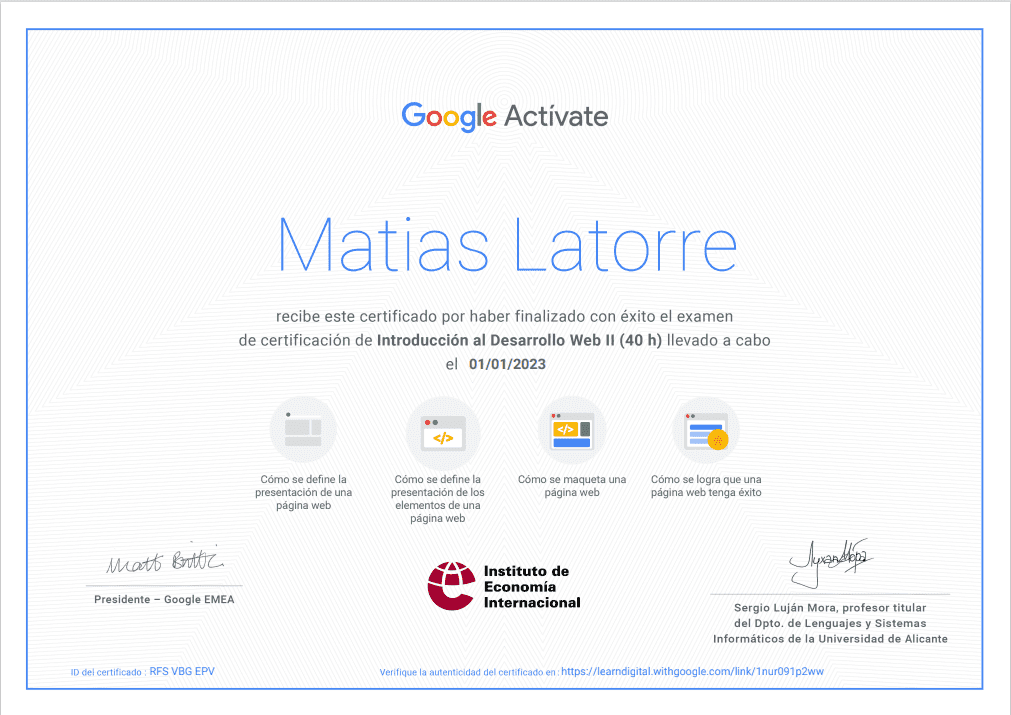 Google Actívate
Matias Latorre
recibe este certificado por haber finalizado con éxito el examen
de certificación de Introducción al Desarrollo Web II (40 h) llevado a cabo
el 01/01/2023
Cómo se define la
presentación de una
página web
Cómo se define la
presentación de los
elementos de una
página web
Cómo se maqueta una
página web
Cómo se logra que una
página web tenga éxito
Presidente – Google EMEA
Instituto de
Economía
Internacional
Sergio Luján Mora, profesor titular
del Dpto. de Lenguajes y Sistemas
Informáticos de la Universidad de Alicante
ID del certificado : RFS VBG EPV
Verifique la autenticidad del certificado en : https://learndigital.withgoogle.com/link/1nur091p2ww